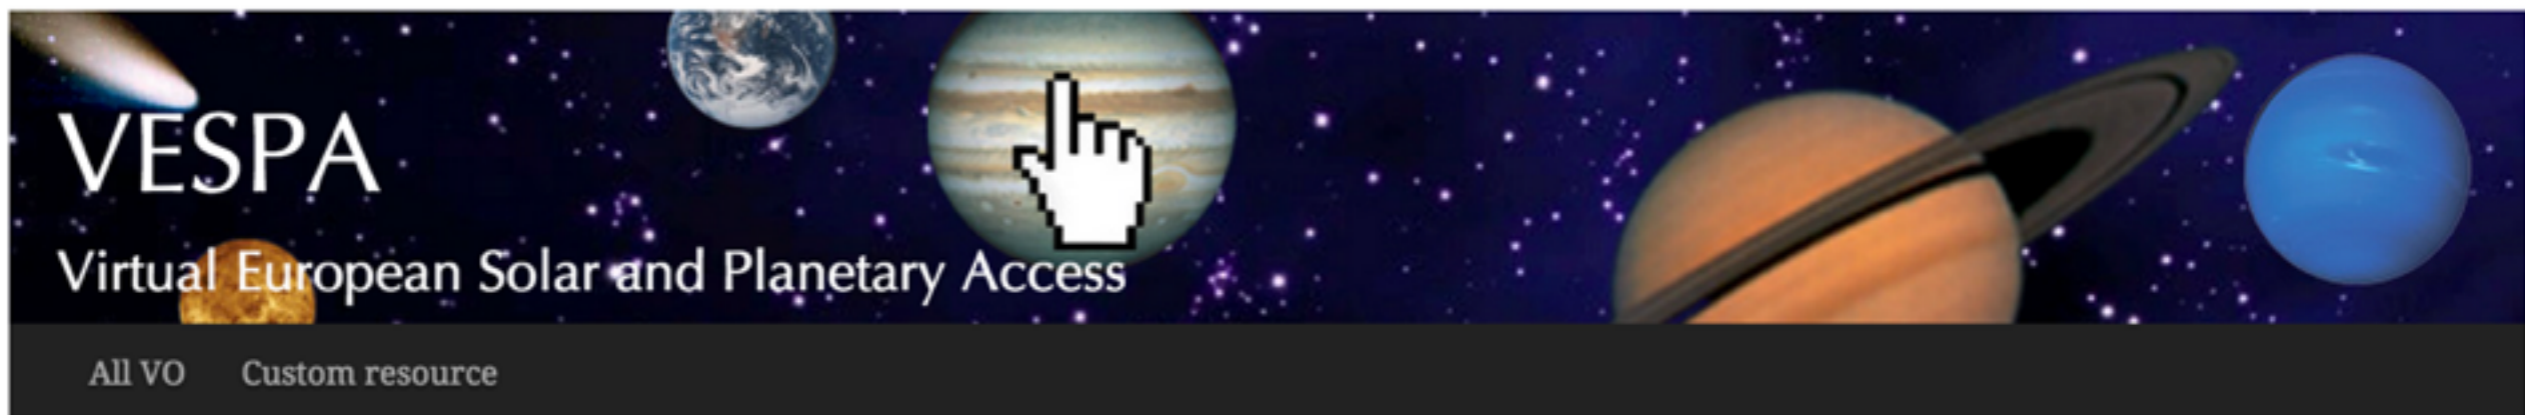 VESPA
Virtual European Solar and Planetary Access
All VO Custom resource